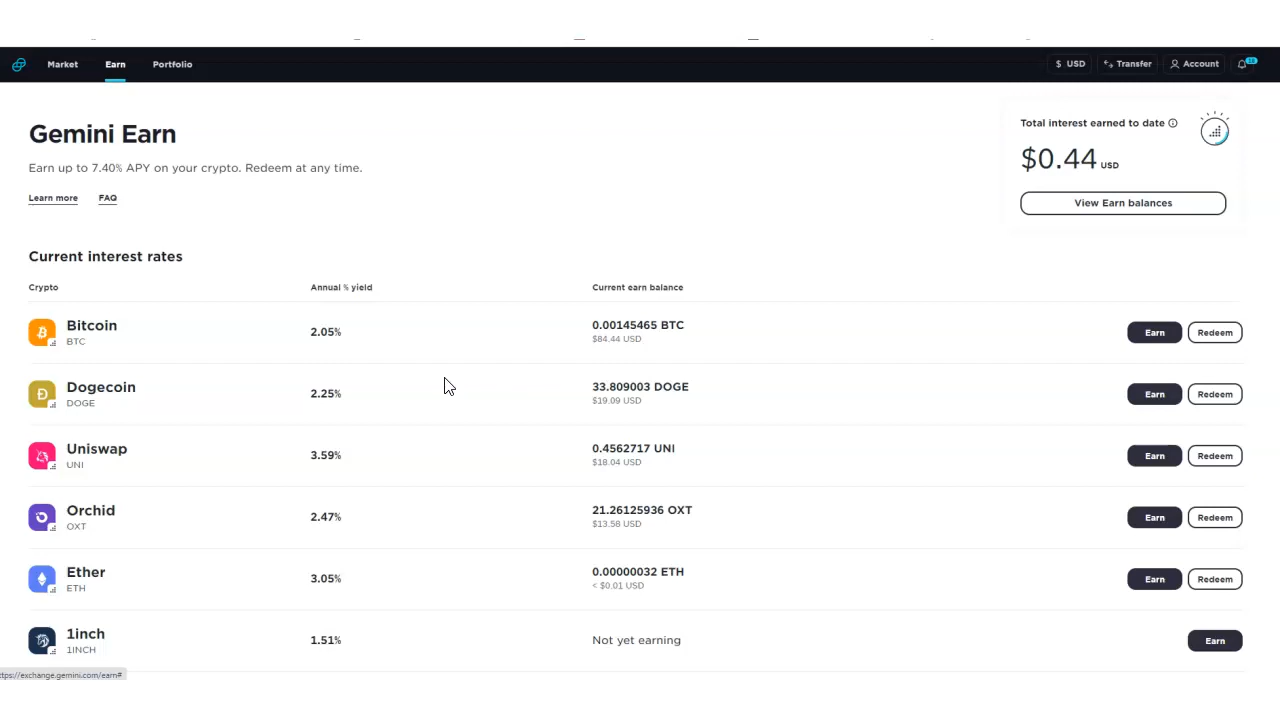 Market Earn Portfolio $ USD Transfer Account
Gemini Earn
Earn up to 7.40% APY on your crypto. Redeem at any time.
Learn more FAQ
Total interest earned to date
$0.44 USD
View Earn balances
Current interest rates
Crypto Annual % yield Current earn balance
Bitcoin 2.05% 0.00145465 BTC Earn Redeem
BTC $84.44 USD
Dogecoin 2.25% 33.809003 DOGE Earn Redeem
DOGE $19.09 USD
Uniswap 3.59% 0.4562717 UNI Earn Redeem
UNI $18.04 USD
Orchid 2.47% 21.26125936 OXT Earn Redeem
OXT $13.58 USD
Ether 3.05% 0.00000032 ETH Earn Redeem
ETH < $0.01 USD
1inch 1.51% Not yet earning Earn
1INCH
ttps://exchange.gemini.com/earn#